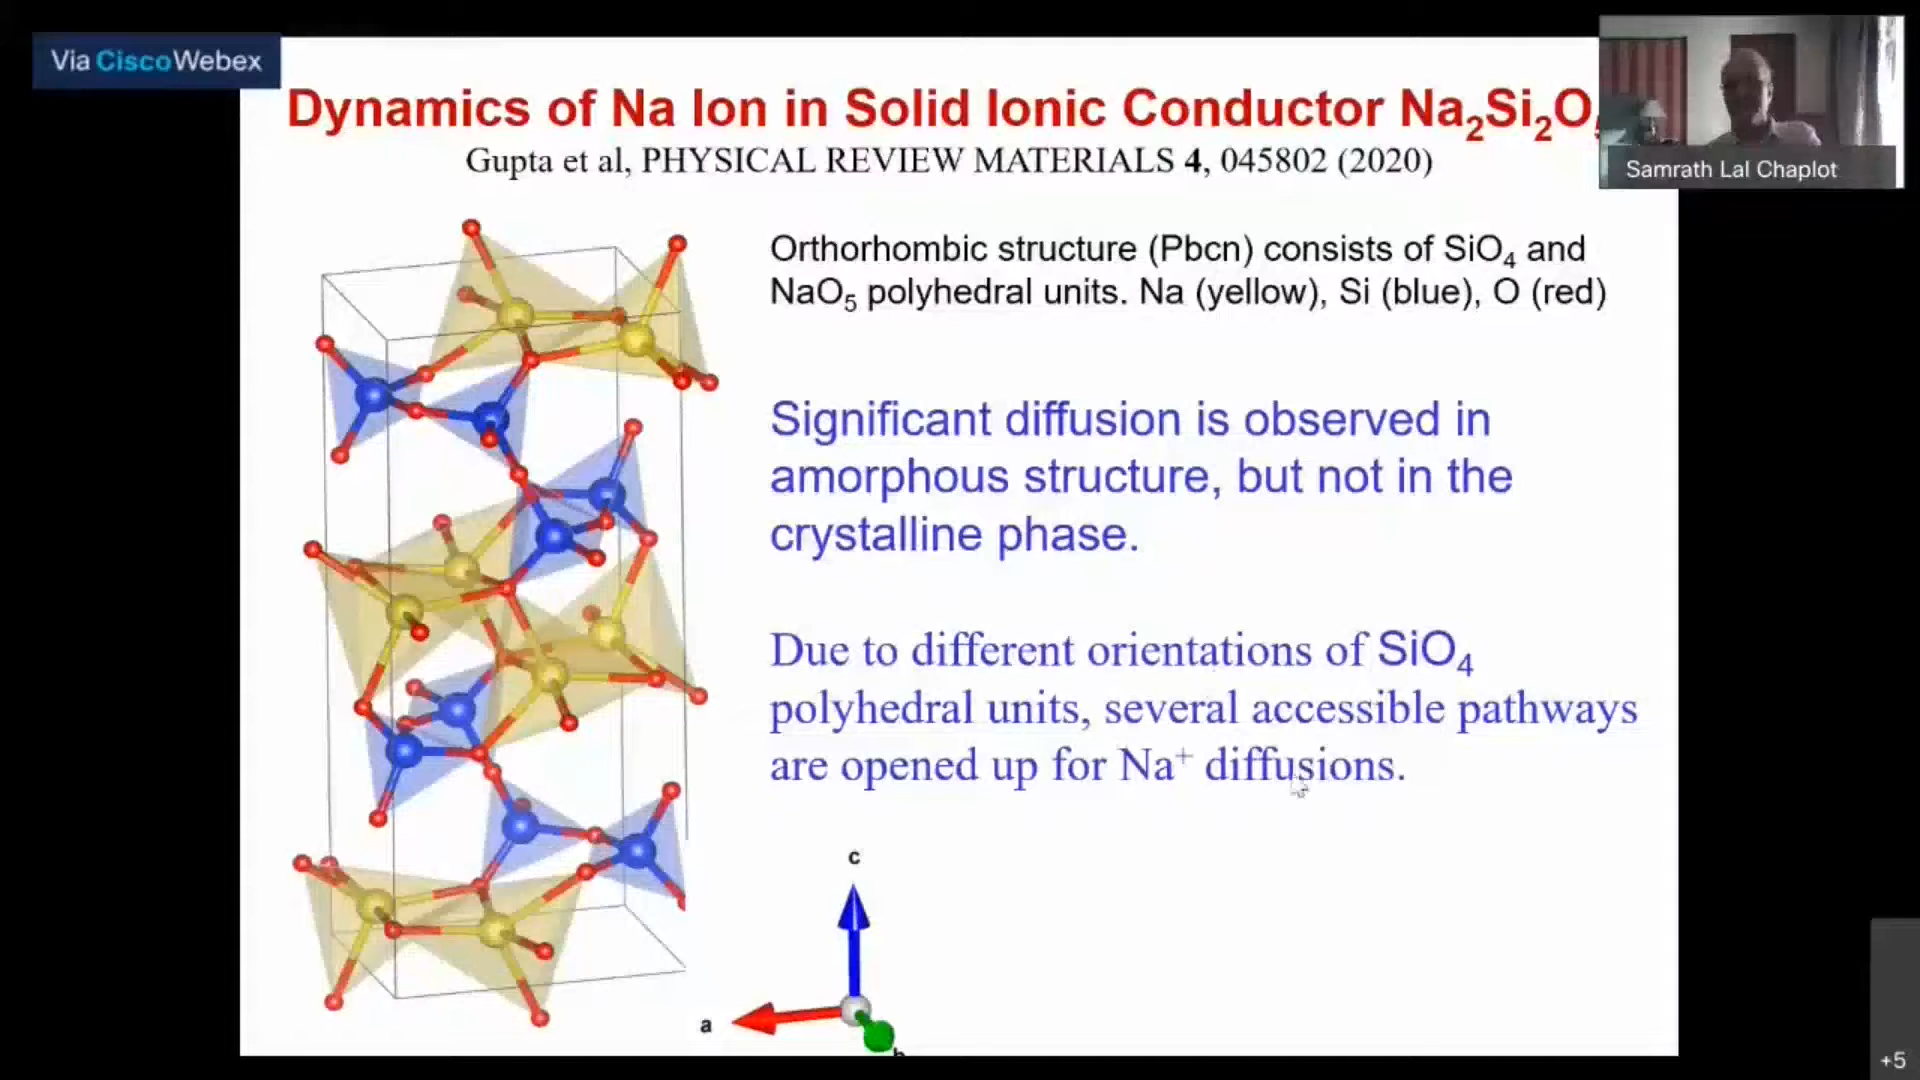 Via CiscoWebex
Dynamics of Na Ion in Solid Ionic Conductor Na₂Si₂O
Gupta et al, PHYSICAL REVIEW MATERIALS 4, 045802 (2020)
Samrath Lal Chaplot
Orthorhombic structure (Pbcn) consists of SiO₄ and
NaO₅ polyhedral units. Na (yellow), Si (blue), O (red)
Significant diffusion is observed in
amorphous structure, but not in the
crystalline phase.
Due to different orientations of SiO₄
polyhedral units, several accessible pathways
are opened up for Na⁺ diffusions.
c
a
+5